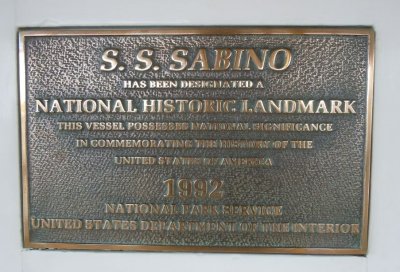 S. S. SABINO
HAS BEEN DESIGNATED A
NATIONAL HISTORIC LANDMARK
THIS VESSEL POSSESSES NATIONAL SIGNIFICANCE
IN COMMEMORATING THE HISTORY OF THE
UNITED STATES OF AMERICA
1992
NATIONAL PARK SERVICE
UNITED STATES DEPARTMENT OF THE INTERIOR